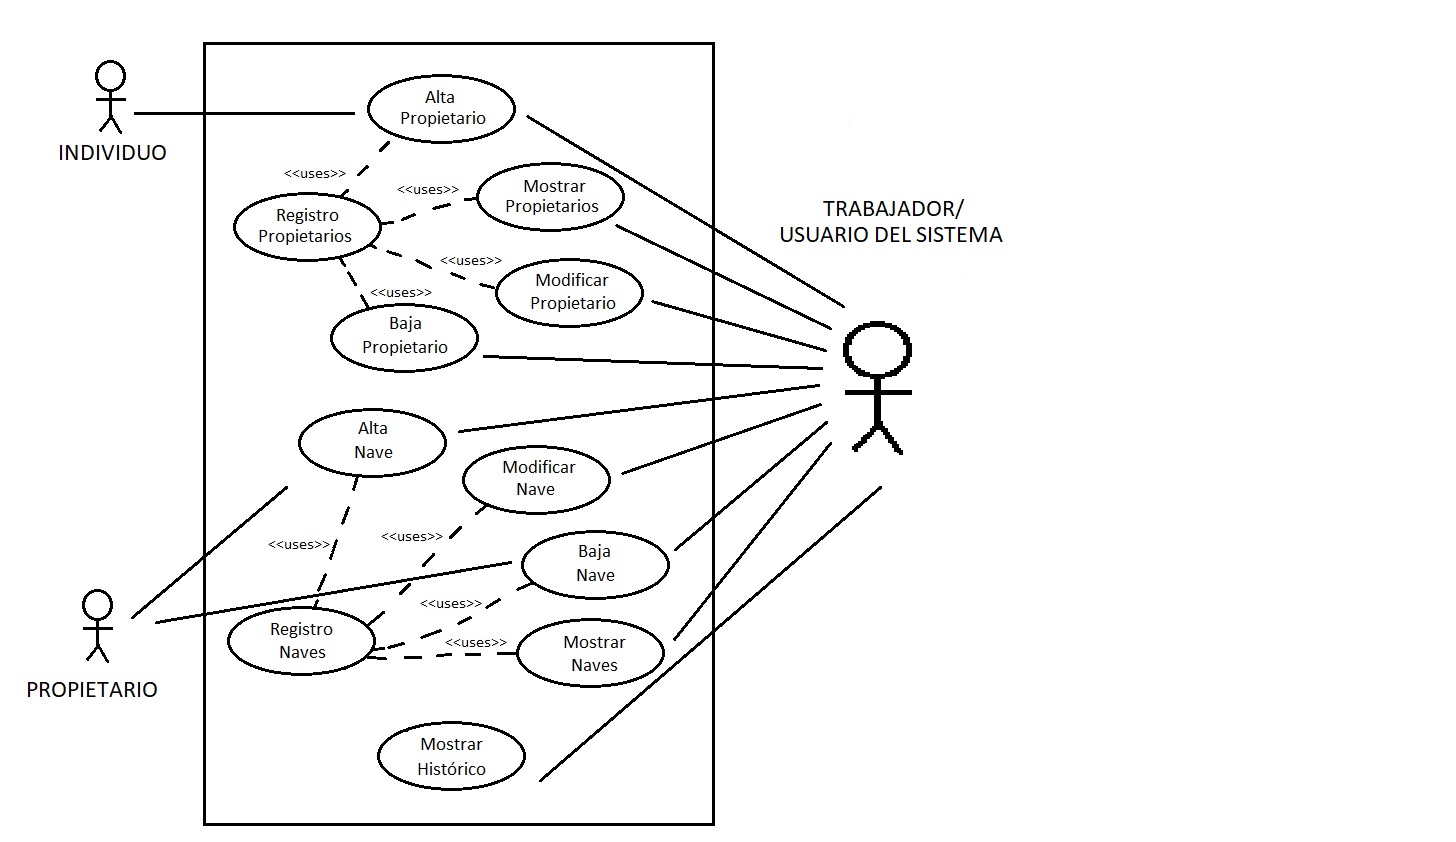 Alta
Propietario
INDIVIDUO
<<uses>>
<<uses>>
Mostrar
Propietarios
Registro
Propietarios
TRABAJADOR/
USUARIO DEL SISTEMA
<<uses>>
Modificar
Propietario
<<uses>>
Baja
Propietario
Alta
Nave
Modificar
Nave
<<uses>>
<<uses>>
Baja
Nave
<<uses>>
Registro
Naves
<<uses>>
Mostrar
Naves
PROPIETARIO
Mostrar
Histórico